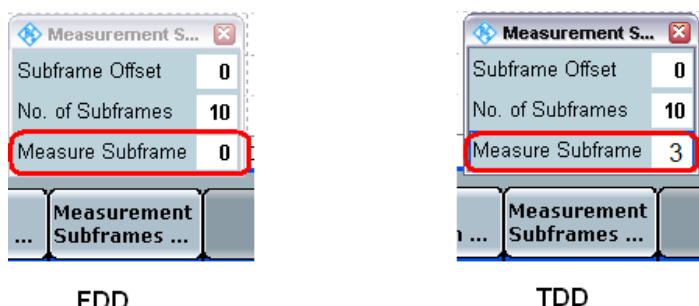 Measurement S...
Subframe Offset 0
No. of Subframes 10
Measure Subframe 0
... Measurement Subframes ...
FDD
Measurement S...
Subframe Offset 0
No. of Subframes 10
Measure Subframe 3
... Measurement Subframes ...
TDD